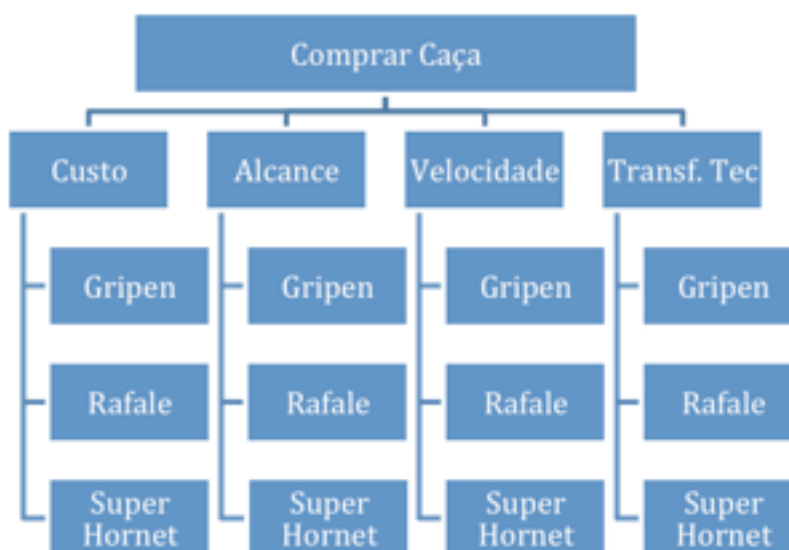 Comprar Caça
Custo
Alcance
Velocidade
Transf. Tec
Gripen
Gripen
Gripen
Gripen
Rafale
Rafale
Rafale
Rafale
Super
Hornet
Super
Hornet
Super
Hornet
Super
Hornet